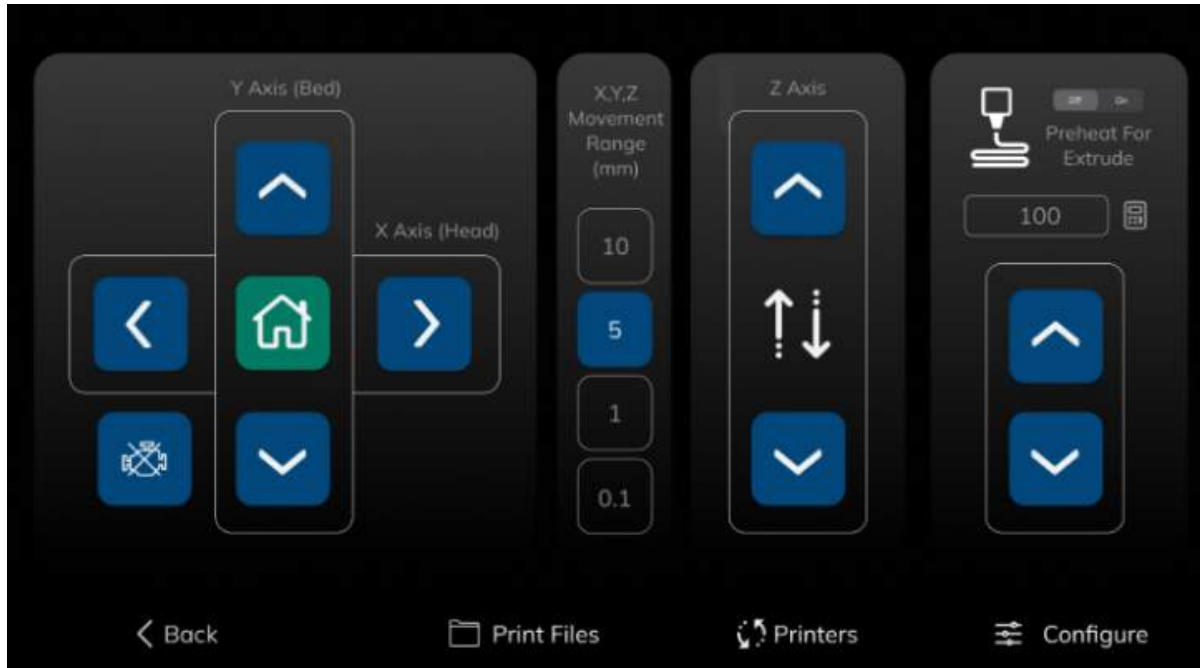 Y Axis (Bed)
X Axis (Head)
X,Y,Z
Movement
Range
(mm)
10
5
1
0.1
Z Axis
Off On
Preheat For
Extrude
100
Back
Print Files
Printers
Configure